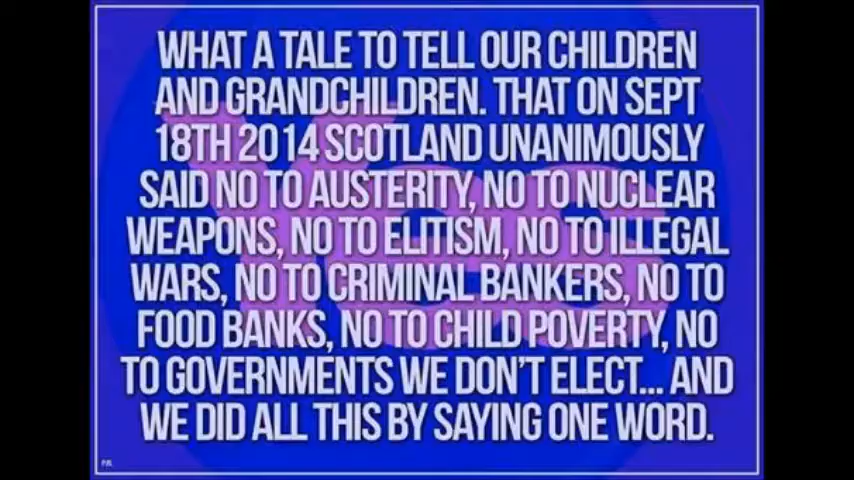 WHAT A TALE TO TELL OUR CHILDREN
AND GRANDCHILDREN. THAT ON SEPT
18TH 2014 SCOTLAND UNANIMOUSLY
SAID NO TO AUSTERITY, NO TO NUCLEAR
WEAPONS, NO TO ELITISM, NO TO ILLEGAL
WARS, NO TO CRIMINAL BANKERS, NO TO
FOOD BANKS, NO TO CHILD POVERTY, NO
TO GOVERNMENTS WE DON'T ELECT... AND
WE DID ALL THIS BY SAYING ONE WORD.
Yes